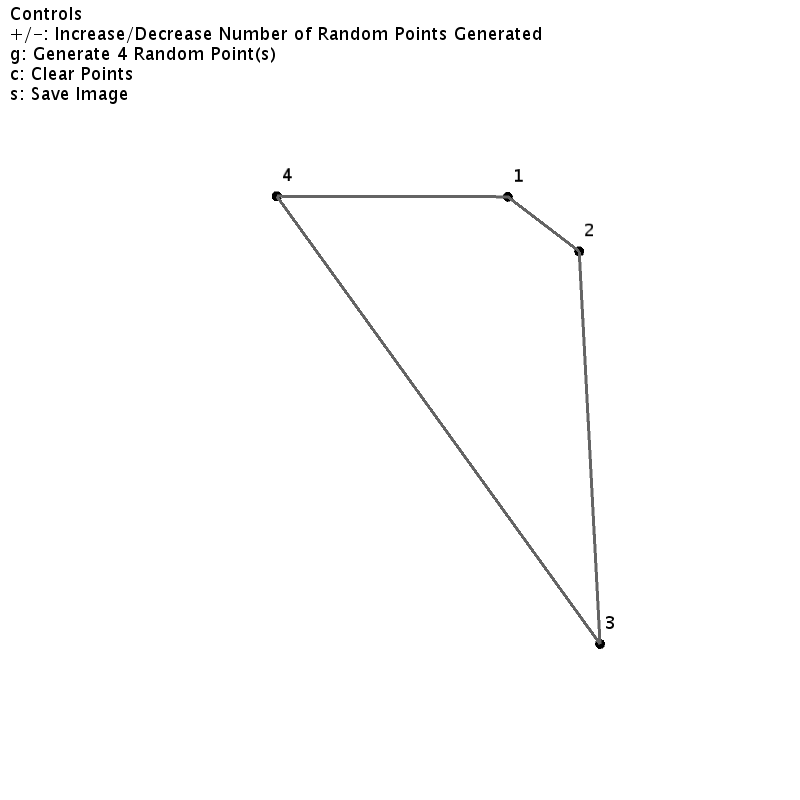 Controls
+/-: Increase/Decrease Number of Random Points Generated
g: Generate 4 Random Point(s)
c: Clear Points
s: Save Image
4
1
2
3